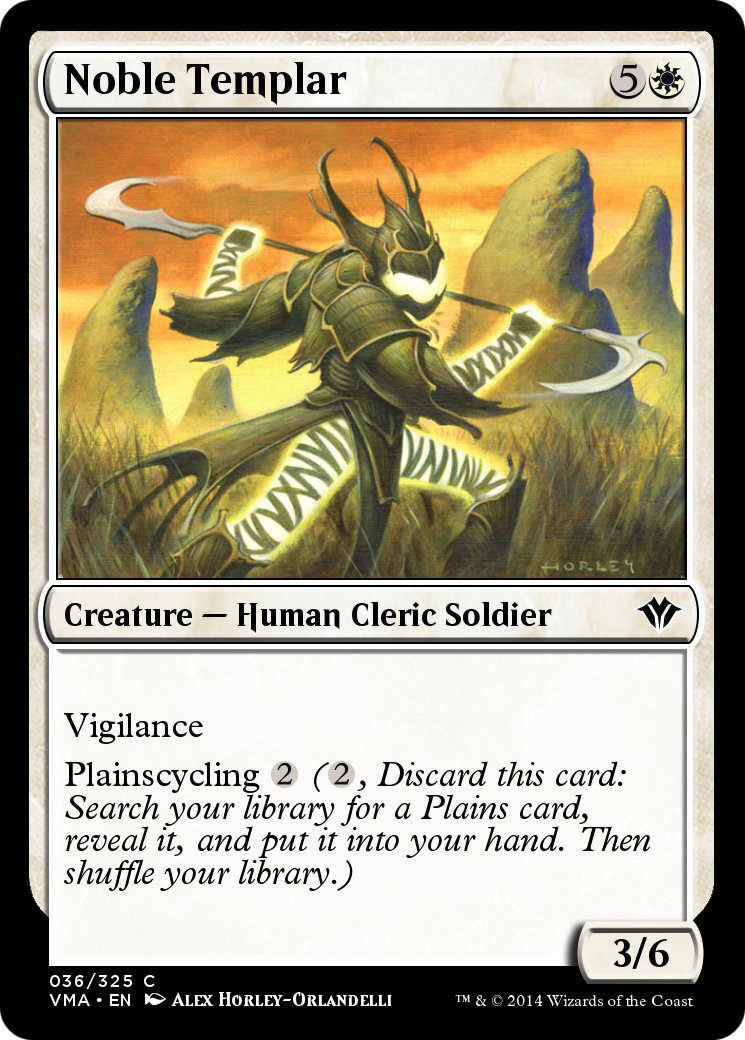 Noble Templar 5
HORLEY
Creature — Human Cleric Soldier
Vigilance
Plainscycling 2 (2, Discard this card:
Search your library for a Plains card,
reveal it, and put it into your hand. Then
shuffle your library.)
3/6
036/325 C
VMA • EN Alex Horley-Orlandelli ™ & © 2014 Wizards of the Coast